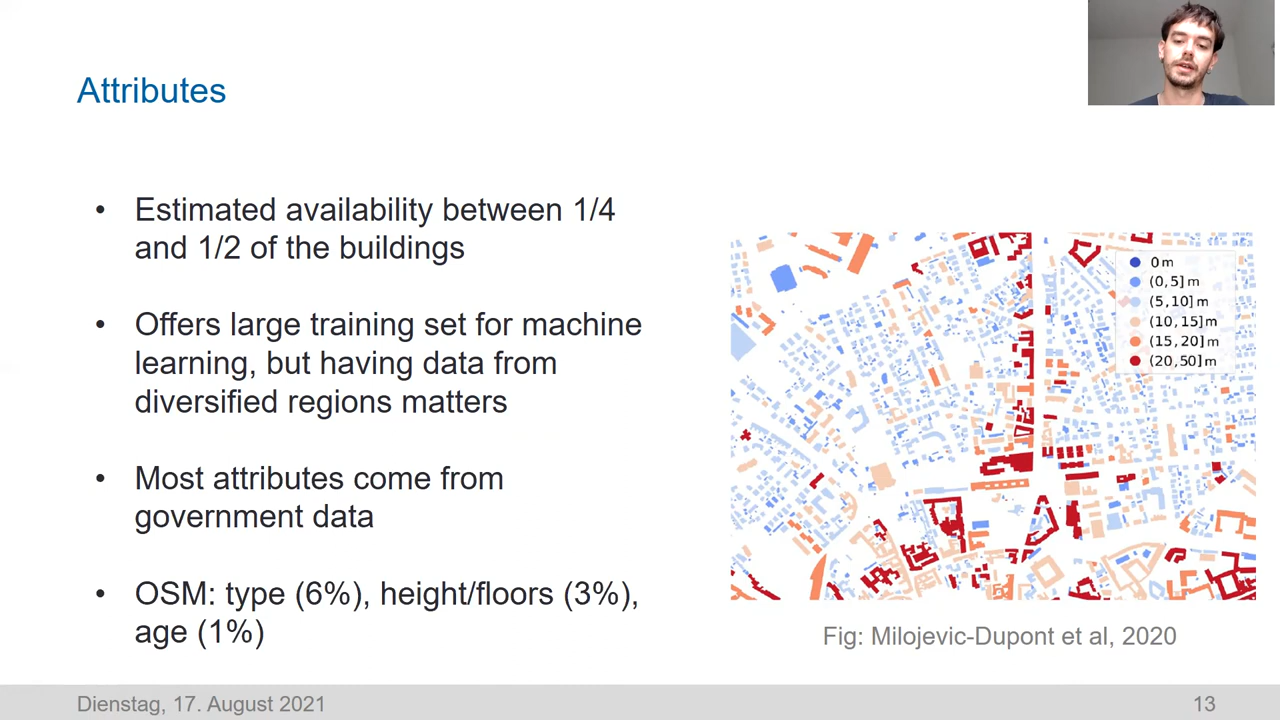 Attributes
• Estimated availability between 1/4
and 1/2 of the buildings
• Offers large training set for machine
learning, but having data from
diversified regions matters
• Most attributes come from
government data
• OSM: type (6%), height/floors (3%),
age (1%)
0 m
(0,5] m
(5,10] m
(10,15] m
(15,20] m
(20,50] m
Fig: Milojevic-Dupont et al, 2020
Dienstag, 17. August 2021
13